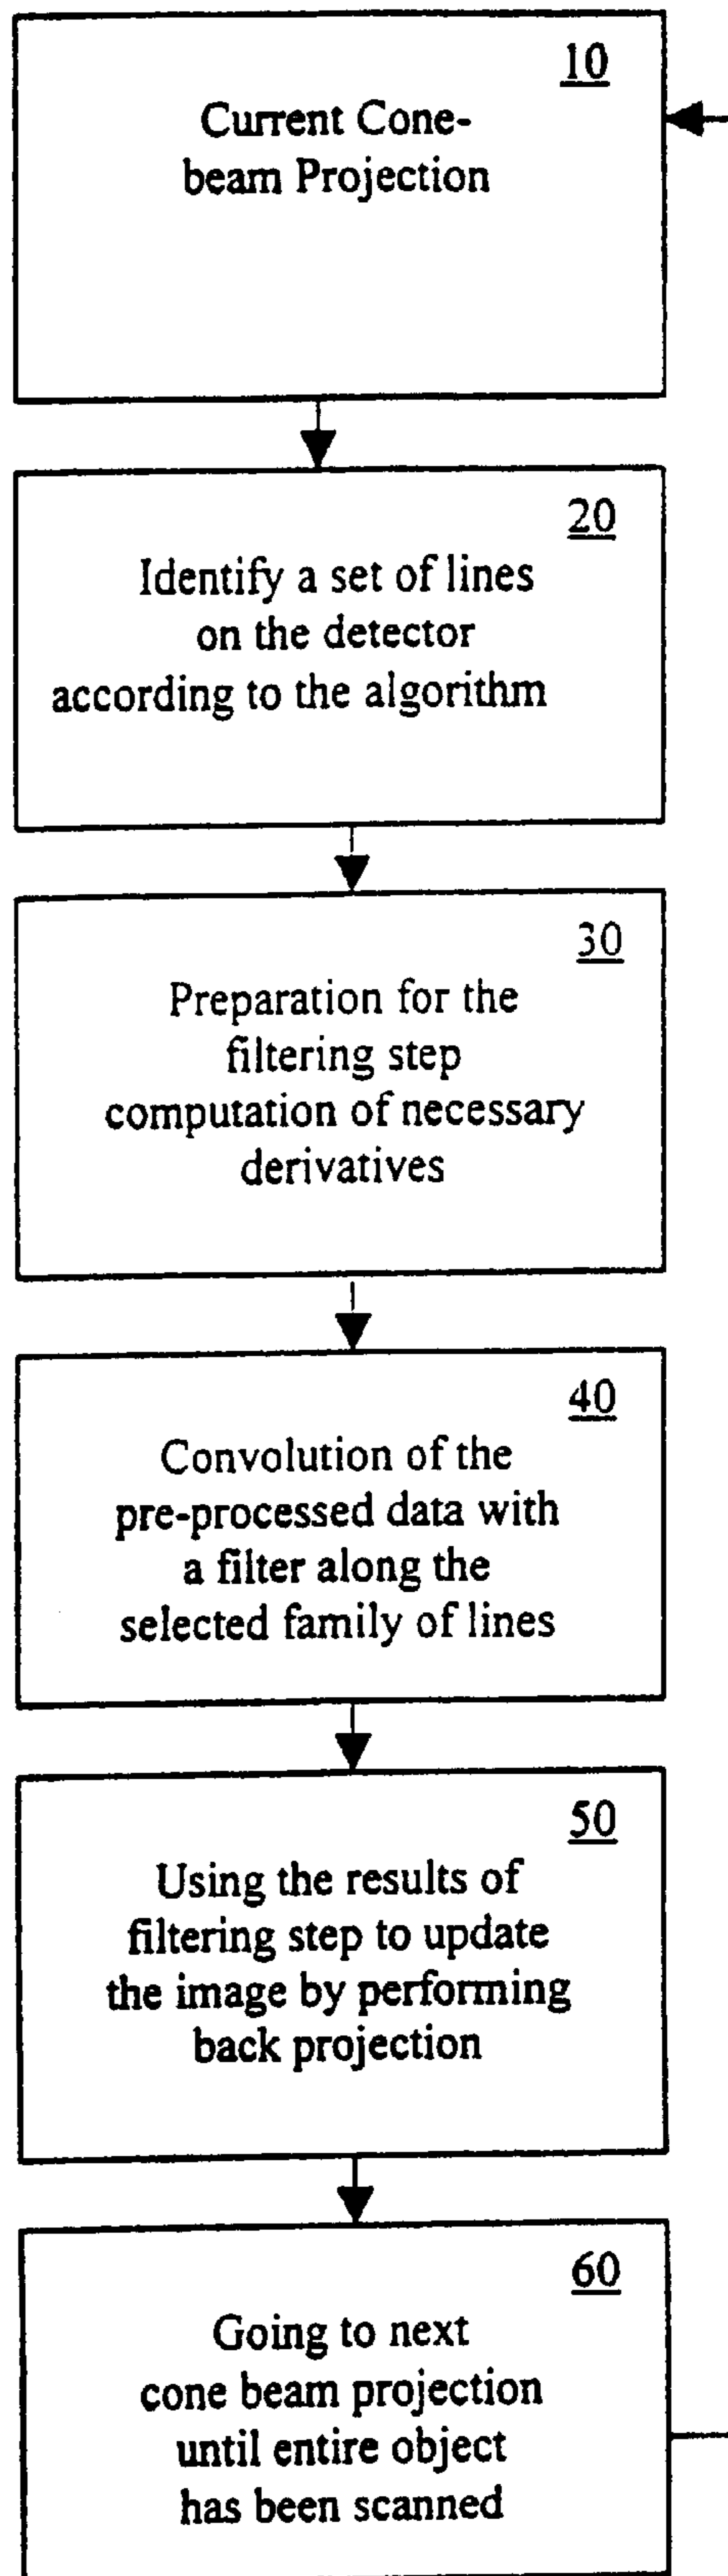 10
Current Cone-
beam Projection
20
Identify a set of lines
on the detector
according to the algorithm
30
Preparation for the
filtering step
computation of necessary
derivatives
40
Convolution of the
pre-processed data with
a filter along the
selected family of lines
50
Using the results of
filtering step to update
the image by performing
back projection
60
Going to next
cone beam projection
until entire object
has been scanned